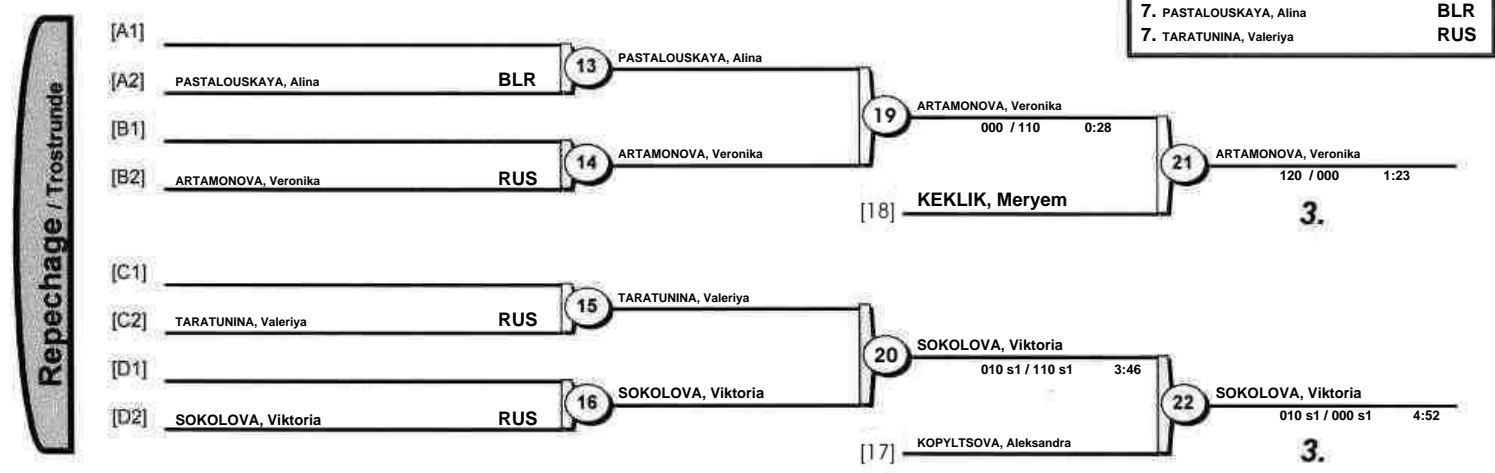 7. PASTALOUSKAYA, Alina BLR
7. TARATUNINA, Valeriya RUS
Repechage / Trostrunde
[A1]
[A2] PASTALOUSKAYA, Alina BLR
13 PASTALOUSKAYA, Alina
[B1]
[B2] ARTAMONOVA, Veronika RUS
14 ARTAMONOVA, Veronika
19 ARTAMONOVA, Veronika
000 / 110 0:28
[18] KEKLIK, Meryem
21 ARTAMONOVA, Veronika
120 / 000 1:23
3.
[C1]
[C2] TARATUNINA, Valeriya RUS
15 TARATUNINA, Valeriya
[D1]
[D2] SOKOLOVA, Viktoria RUS
16 SOKOLOVA, Viktoria
20 SOKOLOVA, Viktoria
010 s1 / 110 s1 3:46
[17] KOPYLTSOVA, Aleksandra
22 SOKOLOVA, Viktoria
010 s1 / 000 s1 4:52
3.